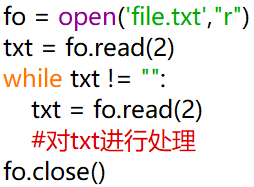 fo = open('file.txt',"r")
txt = fo.read(2)
while txt != "":
    txt = fo.read(2)
    #对txt进行处理
fo.close()